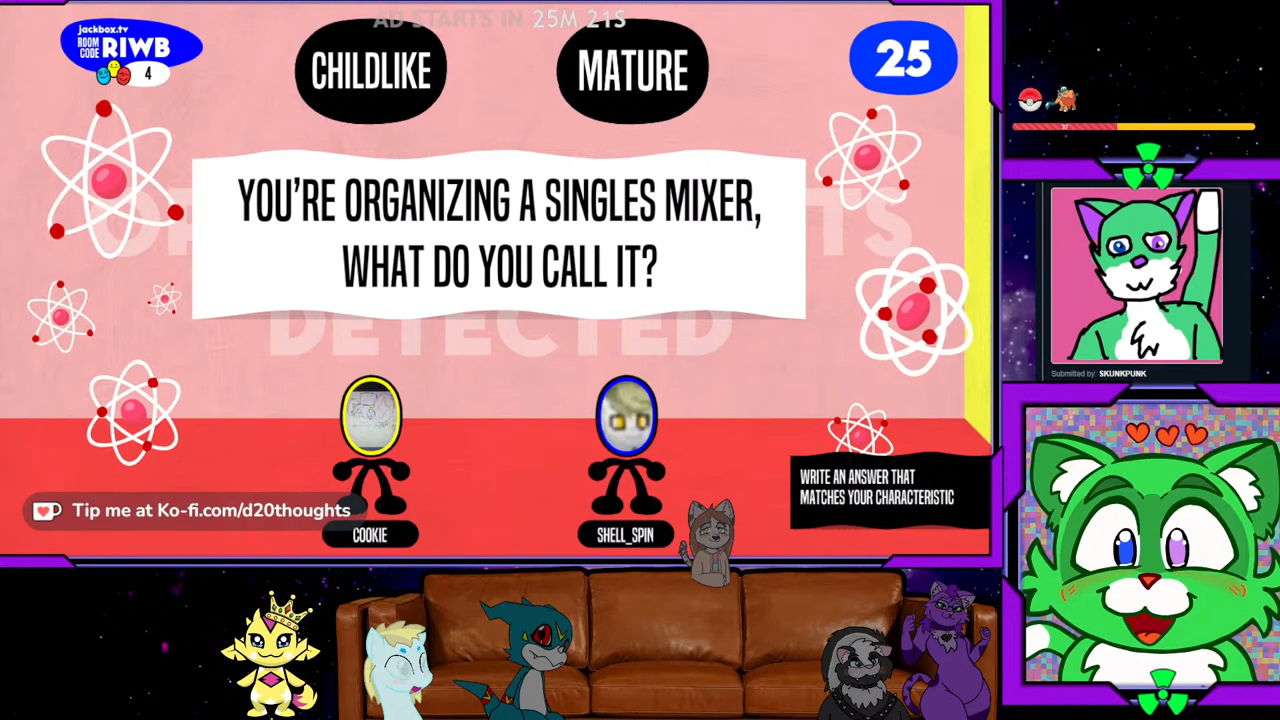 AD STARTS IN 25M 21S
jackbox.tv
ROOM CODE RIWB
4
CHILDLIKE
MATURE
25
YOU'RE ORGANIZING A SINGLES MIXER,
WHAT DO YOU CALL IT?
DETECTED
WRITE AN ANSWER THAT
MATCHES YOUR CHARACTERISTIC
Tip me at Ko-fi.com/d20thoughts
COOKIE
SHELL_SPIN
37
Submitted by: SKUNKPUNK